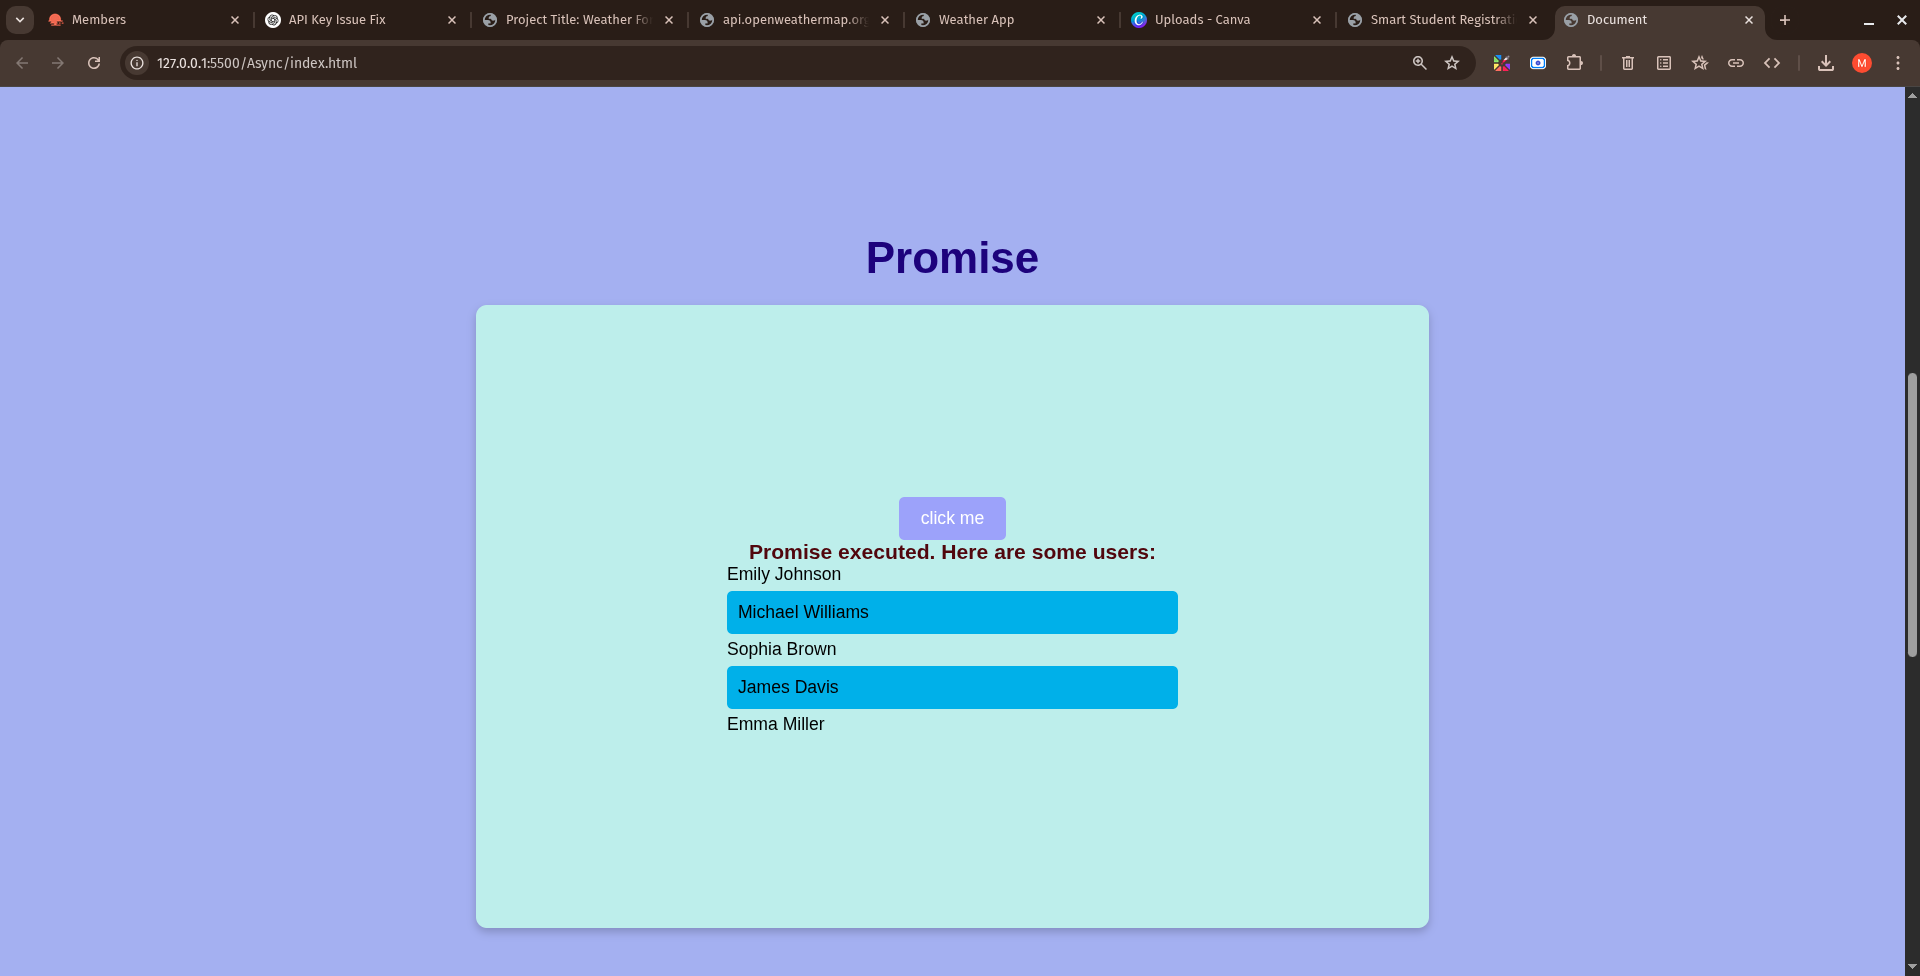 Members
API Key Issue Fix
Project Title: Weather Fo
api.openweathermap.or
Weather App
Uploads - Canva
Smart Student Registrat
Document
127.0.0.1:5500/Async/index.html
M
Promise
click me
Promise executed. Here are some users:
Emily Johnson
Michael Williams
Sophia Brown
James Davis
Emma Miller